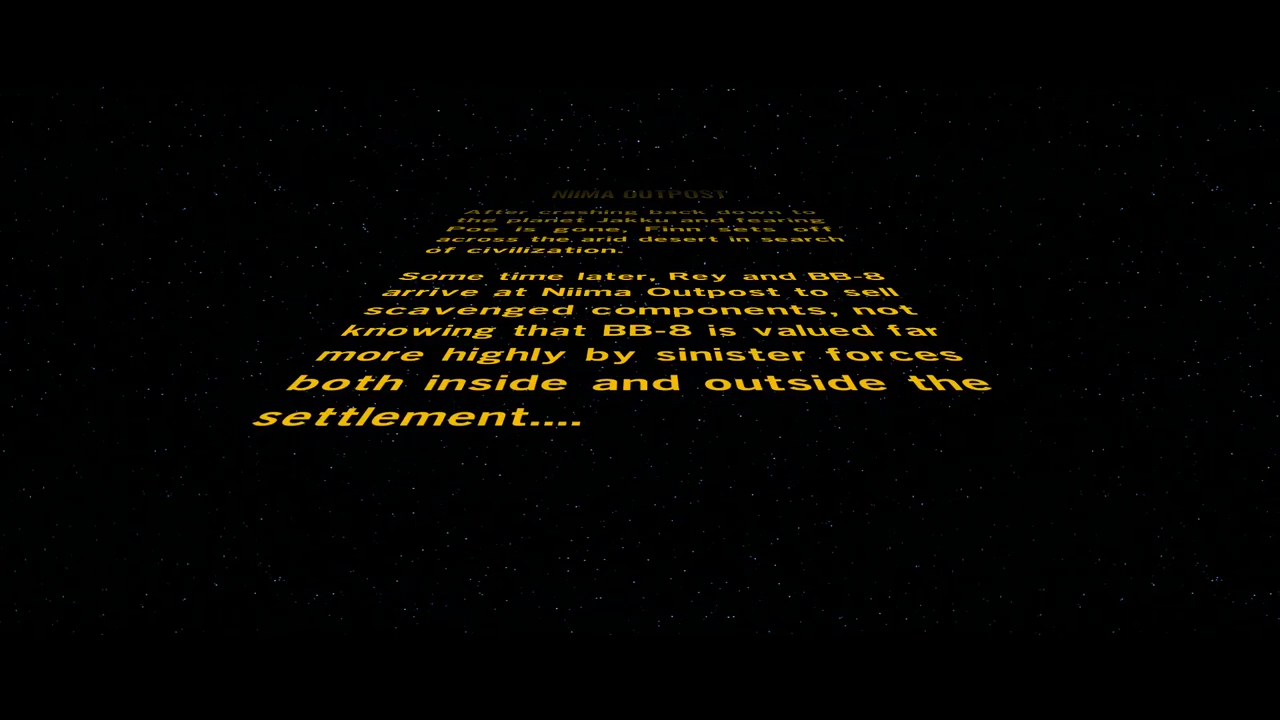 NIIMA OUTPOST
After crashing back down to
the planet Jakku and fearing
Poe is gone, Finn sets off
across the arid desert in search
of civilization.
Some time later, Rey and BB-8
arrive at Niima Outpost to sell
scavenged components, not
knowing that BB-8 is valued far
more highly by sinister forces
both inside and outside the
settlement....